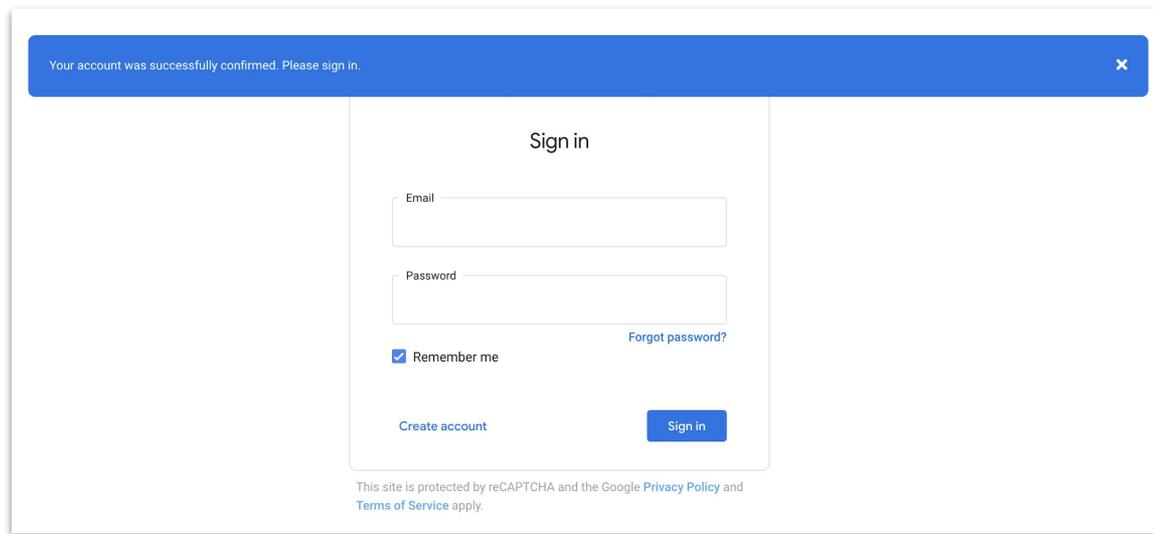 Your account was successfully confirmed. Please sign in.
Sign in
Email
Password
Forgot password?
Remember me
Create account
Sign in
This site is protected by reCAPTCHA and the Google Privacy Policy and
Terms of Service apply.